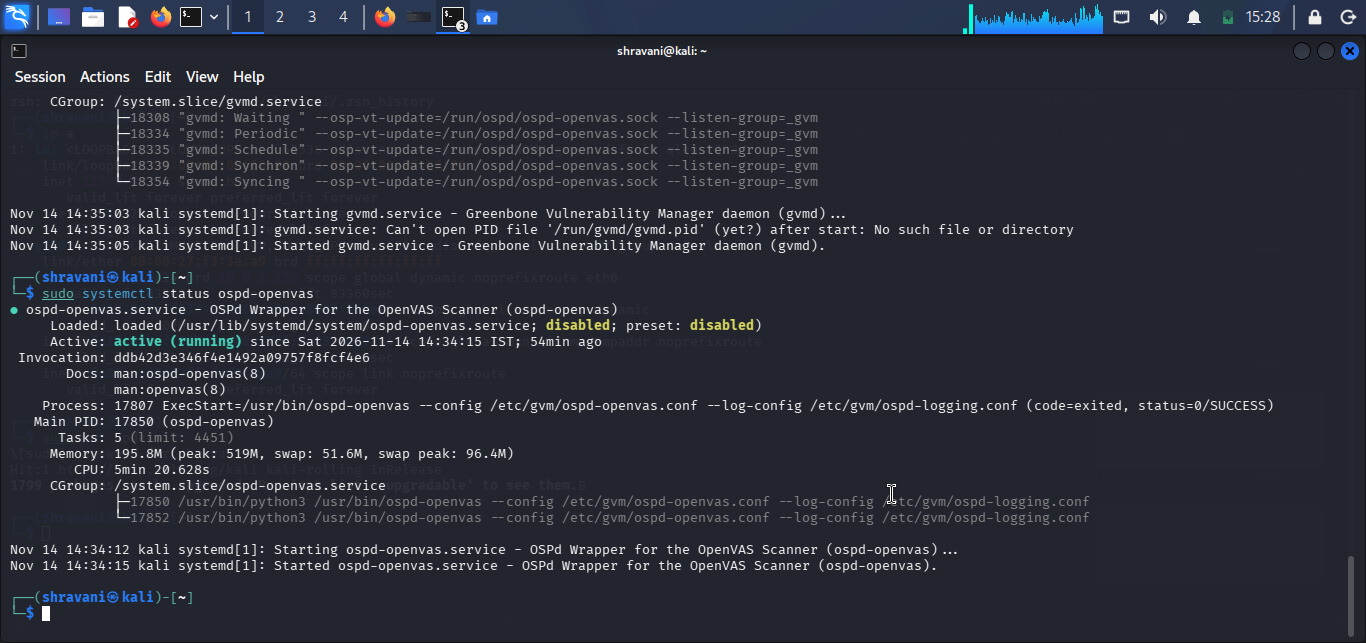 1 2 3 4
3
15:28
shravani@kali: ~
Session Actions Edit View Help
CGroup: /system.slice/gvmd.service
├─18308 "gvmd: Waiting " --osp-vt-update=/run/ospd/ospd-openvas.sock --listen-group=_gvm
├─18334 "gvmd: Periodic" --osp-vt-update=/run/ospd/ospd-openvas.sock --listen-group=_gvm
├─18335 "gvmd: Schedule" --osp-vt-update=/run/ospd/ospd-openvas.sock --listen-group=_gvm
├─18339 "gvmd: Synchron" --osp-vt-update=/run/ospd/ospd-openvas.sock --listen-group=_gvm
└─18354 "gvmd: Syncing " --osp-vt-update=/run/ospd/ospd-openvas.sock --listen-group=_gvm
Nov 14 14:35:03 kali systemd[1]: Starting gvmd.service - Greenbone Vulnerability Manager daemon (gvmd)...
Nov 14 14:35:03 kali systemd[1]: gvmd.service: Can't open PID file '/run/gvmd/gvmd.pid' (yet?) after start: No such file or directory
Nov 14 14:35:05 kali systemd[1]: Started gvmd.service - Greenbone Vulnerability Manager daemon (gvmd).
┌──(shravani㉿kali)-[~]
└─$ sudo systemctl status ospd-openvas
● ospd-openvas.service - OSPd Wrapper for the OpenVAS Scanner (ospd-openvas)
Loaded: loaded (/usr/lib/systemd/system/ospd-openvas.service; disabled; preset: disabled)
Active: active (running) since Sat 2026-11-14 14:34:15 IST; 54min ago
Invocation: ddb42d3e346f4e1492a09757f8fcf4e6
Docs: man:ospd-openvas(8)
man:openvas(8)
Process: 17807 ExecStart=/usr/bin/ospd-openvas --config /etc/gvm/ospd-openvas.conf --log-config /etc/gvm/ospd-logging.conf (code=exited, status=0/SUCCESS)
Main PID: 17850 (ospd-openvas)
Tasks: 5 (limit: 4451)
Memory: 195.8M (peak: 519M, swap: 51.6M, swap peak: 96.4M)
CPU: 5min 20.628s
CGroup: /system.slice/ospd-openvas.service
├─17850 /usr/bin/python3 /usr/bin/ospd-openvas --config /etc/gvm/ospd-openvas.conf --log-config /etc/gvm/ospd-logging.conf
└─17852 /usr/bin/python3 /usr/bin/ospd-openvas --config /etc/gvm/ospd-openvas.conf --log-config /etc/gvm/ospd-logging.conf
Nov 14 14:34:12 kali systemd[1]: Starting ospd-openvas.service - OSPd Wrapper for the OpenVAS Scanner (ospd-openvas)...
Nov 14 14:34:15 kali systemd[1]: Started ospd-openvas.service - OSPd Wrapper for the OpenVAS Scanner (ospd-openvas).
┌──(shravani㉿kali)-[~]
└─$